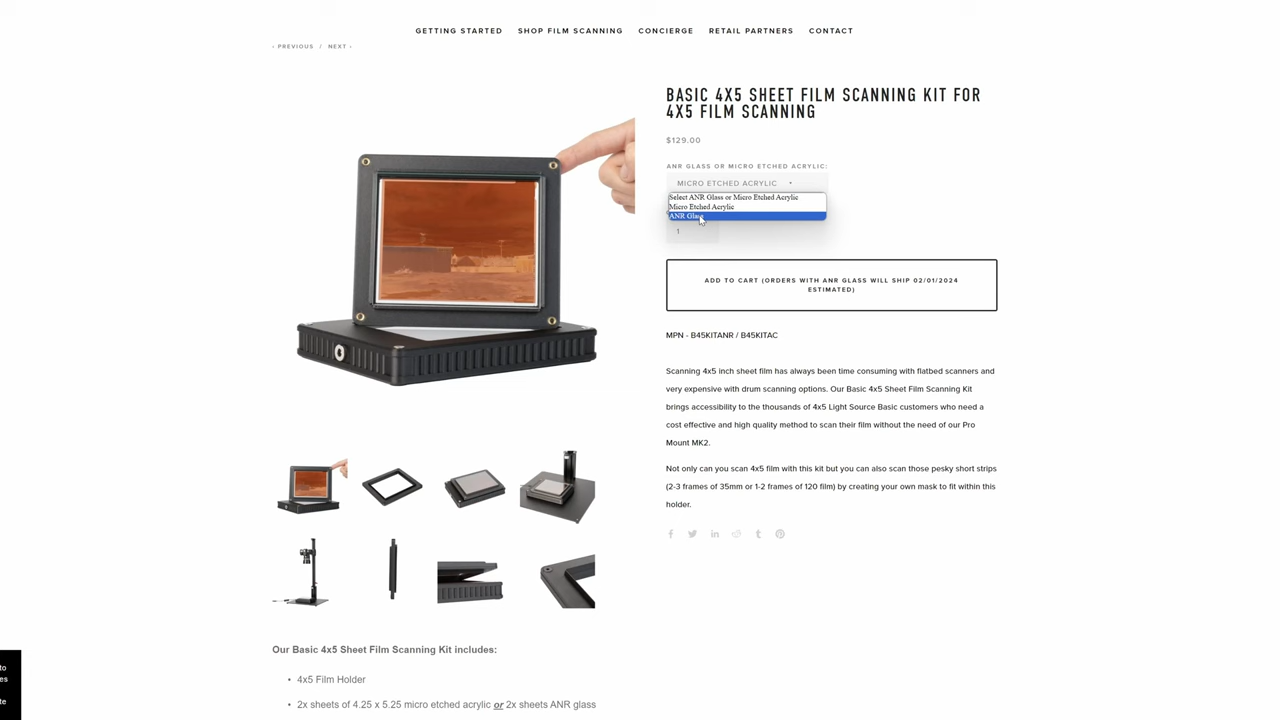 GETTING STARTED SHOP FILM SCANNING CONCIERGE RETAIL PARTNERS CONTACT
‹ PREVIOUS / NEXT ›
BASIC 4X5 SHEET FILM SCANNING KIT FOR
4X5 FILM SCANNING
$129.00
ANR GLASS OR MICRO ETCHED ACRYLIC:
MICRO ETCHED ACRYLIC
Select ANR Glass or Micro Etched Acrylic
Micro Etched Acrylic
ANR Glass
1
ADD TO CART (ORDERS WITH ANR GLASS WILL SHIP 02/01/2024
ESTIMATED)
MPN - B45KITANR / B45KITAC
Scanning 4x5 inch sheet film has always been time consuming with flatbed scanners and
very expensive with drum scanning options. Our Basic 4x5 Sheet Film Scanning Kit
brings accessibility to the thousands of 4x5 Light Source Basic customers who need a
cost effective and high quality method to scan their film without the need of our Pro
Mount MK2.
Not only can you scan 4x5 film with this kit but you can also scan those pesky short strips
(2-3 frames of 35mm or 1-2 frames of 120 film) by creating your own mask to fit within this
holder.
Our Basic 4x5 Sheet Film Scanning Kit includes:
• 4x5 Film Holder
• 2x sheets of 4.25 x 5.25 micro etched acrylic or 2x sheets ANR glass
to
es
te